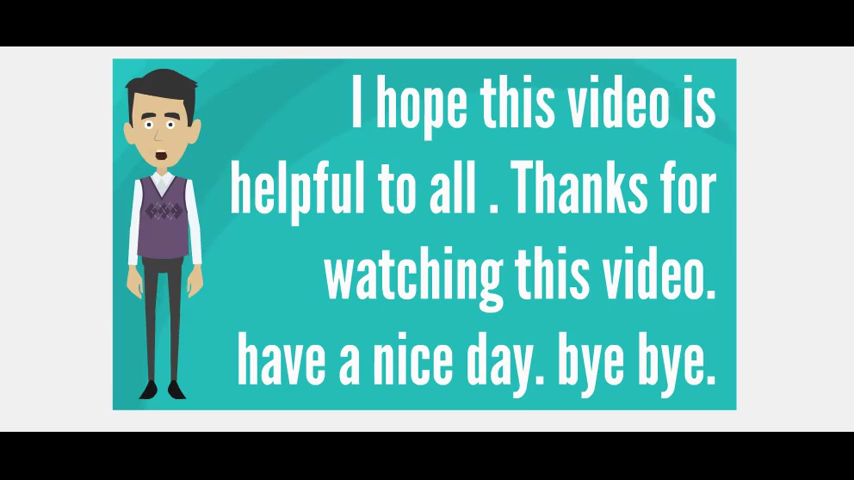 I hope this video is
helpful to all . Thanks for
watching this video.
have a nice day. bye bye.